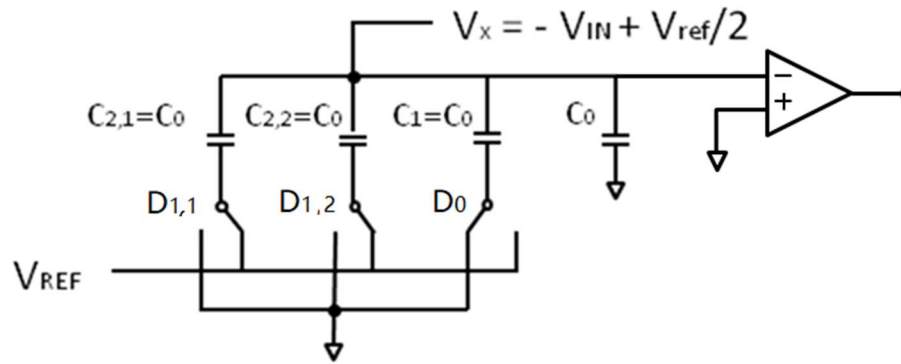 Vₓ = - VIN + Vref/2
C2,1=C0 C2,2=C0 C1=C0 C0
− +
D1,1 D1,2 D0
VREF